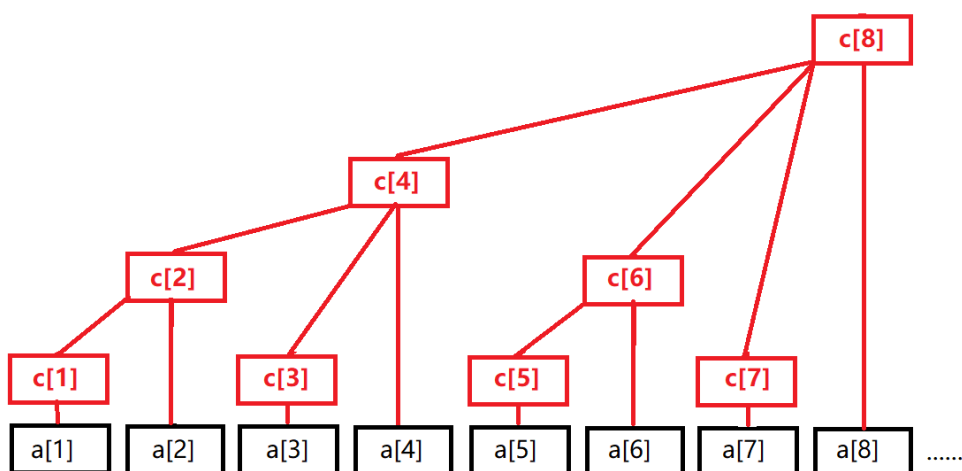 c[8]
c[4]
c[2]
c[6]
c[1]
c[3]
c[5]
c[7]
a[1] a[2] a[3] a[4] a[5] a[6] a[7] a[8] ......